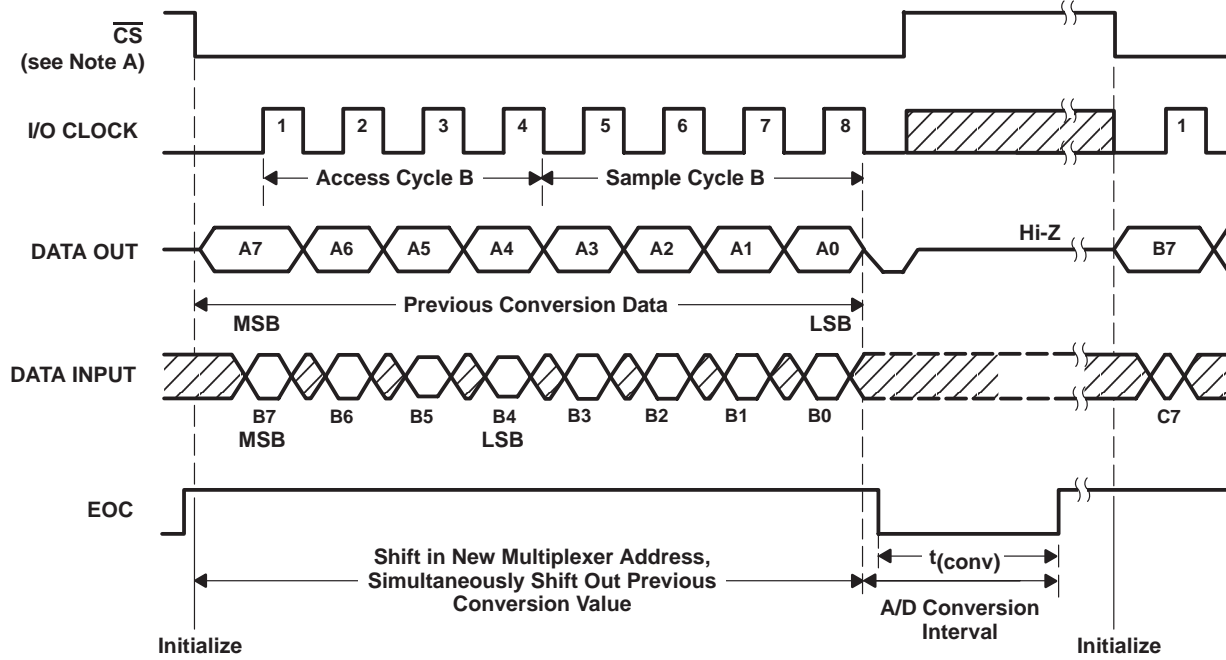 CS
(see Note A)
I/O CLOCK
1 2 3 4 5 6 7 8 1
Access Cycle B Sample Cycle B
DATA OUT
A7 A6 A5 A4 A3 A2 A1 A0 Hi-Z B7
Previous Conversion Data
MSB LSB
DATA INPUT
B7 B6 B5 B4 B3 B2 B1 B0 C7
MSB LSB
EOC
Shift in New Multiplexer Address,
Simultaneously Shift Out Previous
Conversion Value
t(conv)
A/D Conversion
Interval
Initialize Initialize